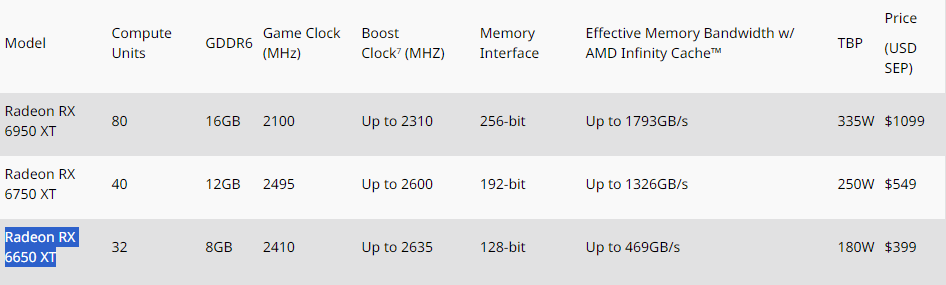 Model Compute Units GDDR6 Game Clock (MHz) Boost Clock⁷ (MHZ) Memory Interface Effective Memory Bandwidth w/ AMD Infinity Cache™ TBP Price (USD SEP)
Radeon RX 6950 XT 80 16GB 2100 Up to 2310 256-bit Up to 1793GB/s 335W $1099
Radeon RX 6750 XT 40 12GB 2495 Up to 2600 192-bit Up to 1326GB/s 250W $549
Radeon RX 6650 XT 32 8GB 2410 Up to 2635 128-bit Up to 469GB/s 180W $399